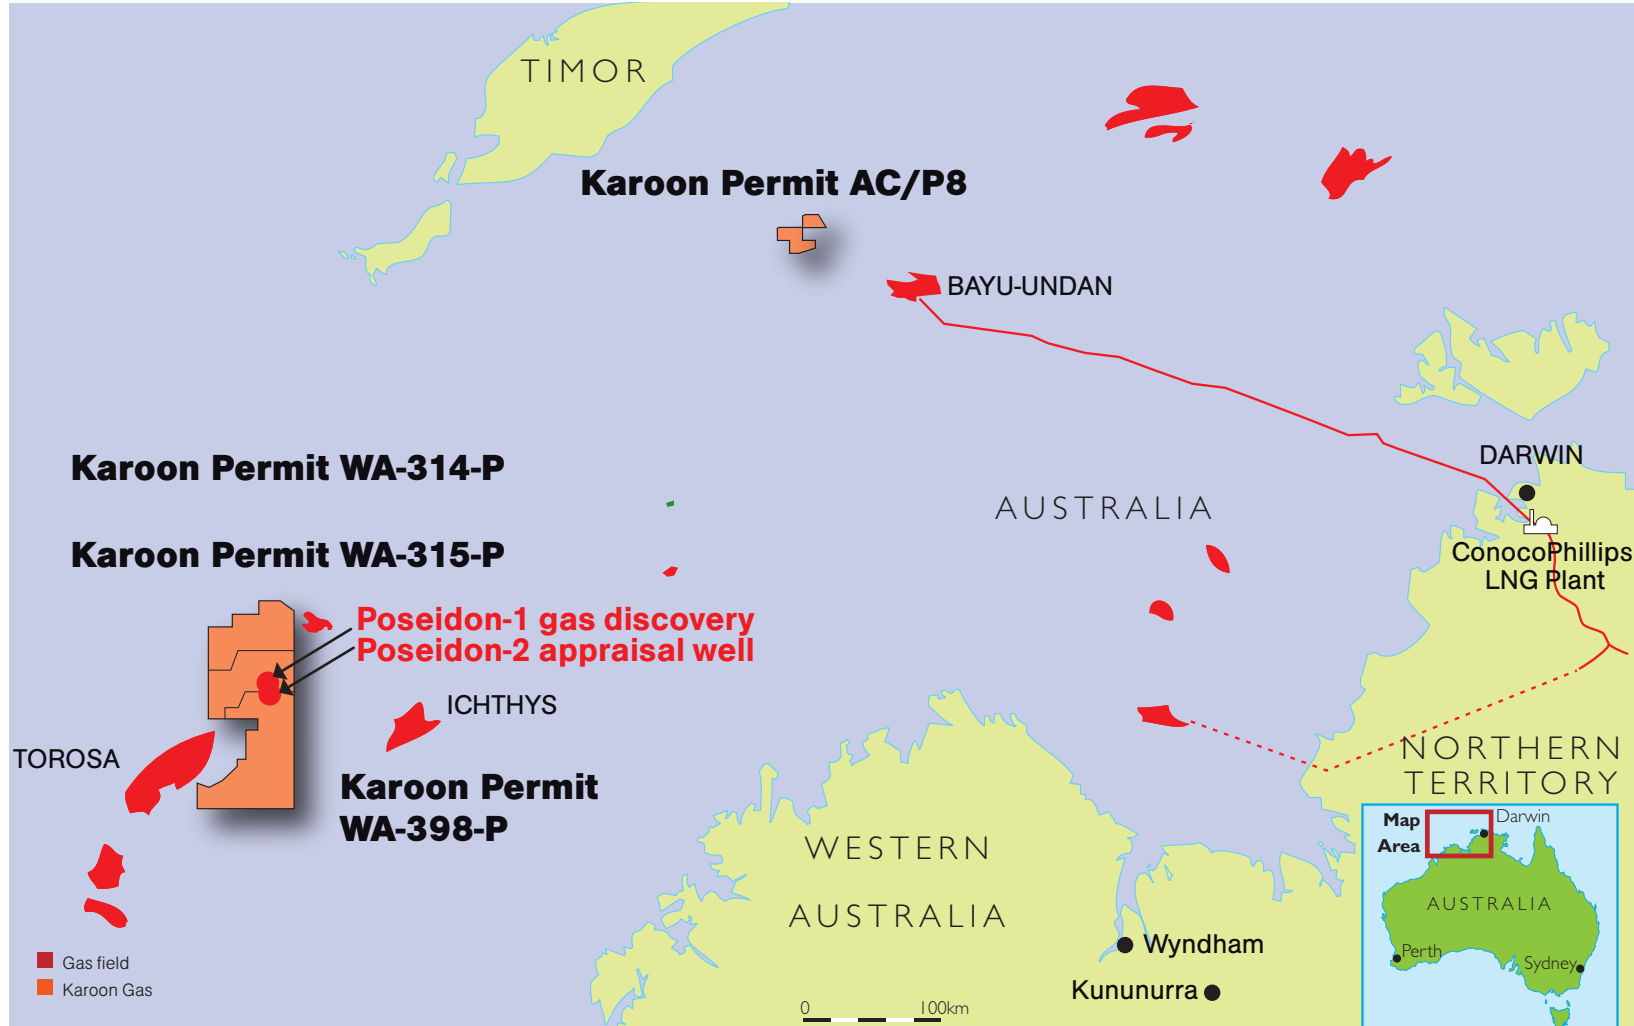 TIMOR
Karoon Permit AC/P8
BAYU-UNDAN
DARWIN
Karoon Permit WA-314-P
AUSTRALIA
Karoon Permit WA-315-P
ConocoPhillips
LNG Plant
Poseidon-1 gas discovery
Poseidon-2 appraisal well
ICHTHYS
TOROSA
NORTHERN
TERRITORY
Karoon Permit
WA-398-P
WESTERN
AUSTRALIA
Wyndham
Kununurra
Gas field
Karoon Gas
0 100km
Map
Area
Darwin
AUSTRALIA
Perth
Sydney